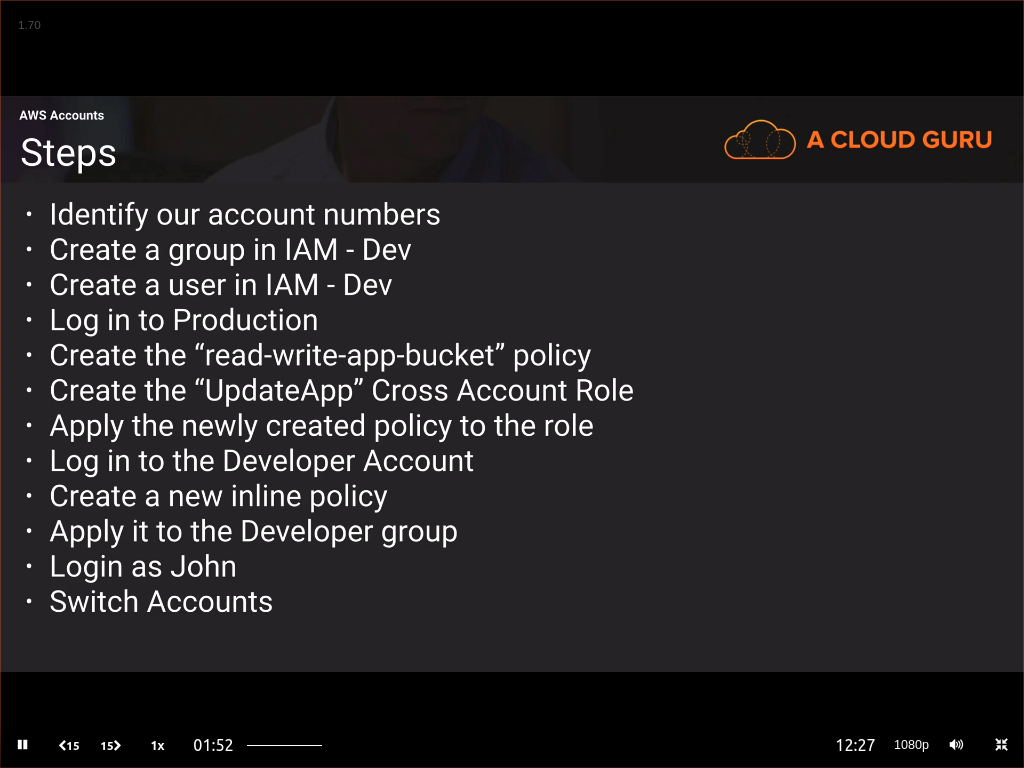 1.70
AWS Accounts
Steps
A CLOUD GURU
• Identify our account numbers
• Create a group in IAM - Dev
• Create a user in IAM - Dev
• Log in to Production
• Create the “read-write-app-bucket” policy
• Create the “UpdateApp” Cross Account Role
• Apply the newly created policy to the role
• Log in to the Developer Account
• Create a new inline policy
• Apply it to the Developer group
• Login as John
• Switch Accounts
15 15 1x 01:52 12:27 1080p